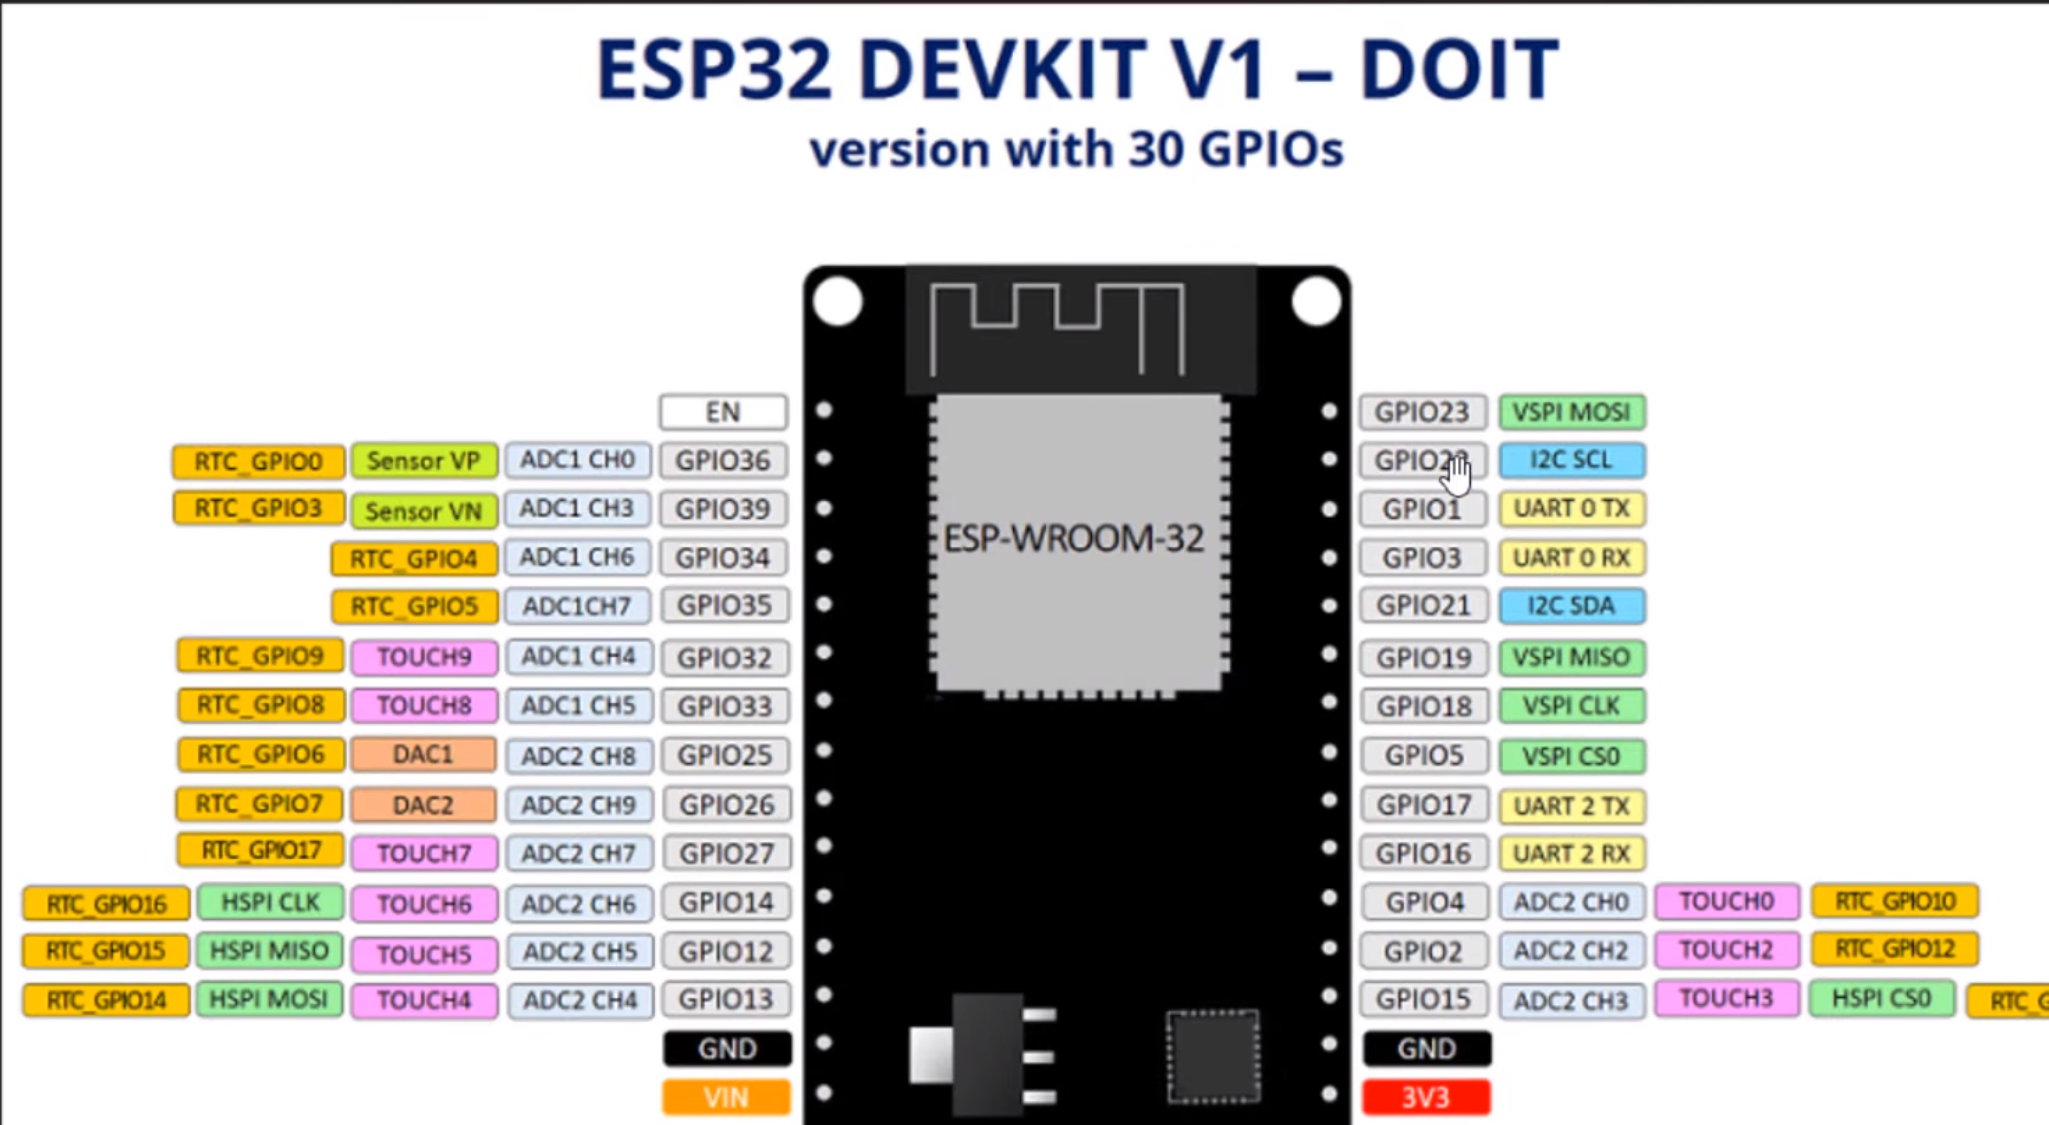 ESP32 DEVKIT V1 – DOIT
version with 30 GPIOs
EN GPIO23 VSPI MOSI
RTC_GPIO0 Sensor VP ADC1 CH0 GPIO36 I2C SCL
RTC_GPIO3 Sensor VN ADC1 CH3 GPIO39 GPIO1 UART 0 TX
ESP-WROOM-32
RTC_GPIO4 ADC1 CH6 GPIO34 GPIO3 UART 0 RX
RTC_GPIO5 ADC1CH7 GPIO35 GPIO21 I2C SDA
RTC_GPIO9 TOUCH9 ADC1 CH4 GPIO32 GPIO19 VSPI MISO
RTC_GPIO8 TOUCH8 ADC1 CH5 GPIO33 GPIO18 VSPI CLK
RTC_GPIO6 DAC1 ADC2 CH8 GPIO25 GPIO5 VSPI CS0
RTC_GPIO7 DAC2 ADC2 CH9 GPIO26 GPIO17 UART 2 TX
RTC_GPIO17 TOUCH7 ADC2 CH7 GPIO27 GPIO16 UART 2 RX
RTC_GPIO16 HSPI CLK TOUCH6 ADC2 CH6 GPIO14 GPIO4 ADC2 CH0 TOUCH0 RTC_GPIO10
RTC_GPIO15 HSPI MISO TOUCH5 ADC2 CH5 GPIO12 GPIO2 ADC2 CH2 TOUCH2 RTC_GPIO12
RTC_GPIO14 HSPI MOSI TOUCH4 ADC2 CH4 GPIO13 GPIO15 ADC2 CH3 TOUCH3 HSPI CS0
GND GND
VIN 3V3